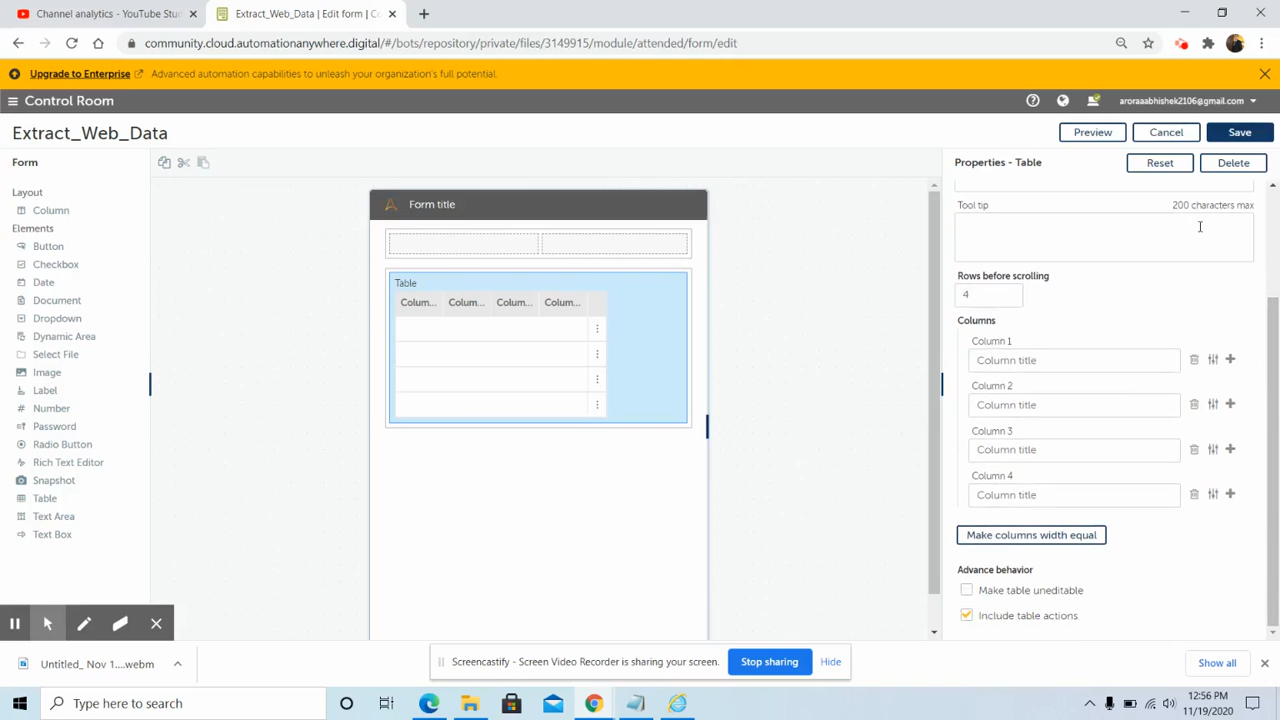 Channel analytics - YouTube Stu
Extract_Web_Data | Edit form | Co
community.cloud.automationanywhere.digital/#/bots/repository/private/files/3149915/module/attended/form/edit
Upgrade to Enterprise Advanced automation capabilities to unleash your organization's full potential.
Control Room
aroraaabhishek2106@gmail.com
Extract_Web_Data
Preview
Cancel
Save
Form
Properties - Table
Reset
Delete
Layout
Column
Elements
Button
Checkbox
Date
Document
Dropdown
Dynamic Area
Select File
Image
Label
Number
Password
Radio Button
Rich Text Editor
Snapshot
Table
Text Area
Text Box
Form title
Table
Colum... Colum... Colum... Colum...
Tool tip 200 characters max
Rows before scrolling
4
Columns
Column 1
Column title
Column 2
Column title
Column 3
Column title
Column 4
Column title
Make columns width equal
Advance behavior
Make table uneditable
Include table actions
Untitled_ Nov 1....webm
Screencastify - Screen Video Recorder is sharing your screen.
Stop sharing
Hide
Show all
Type here to search
12:56 PM
11/19/2020